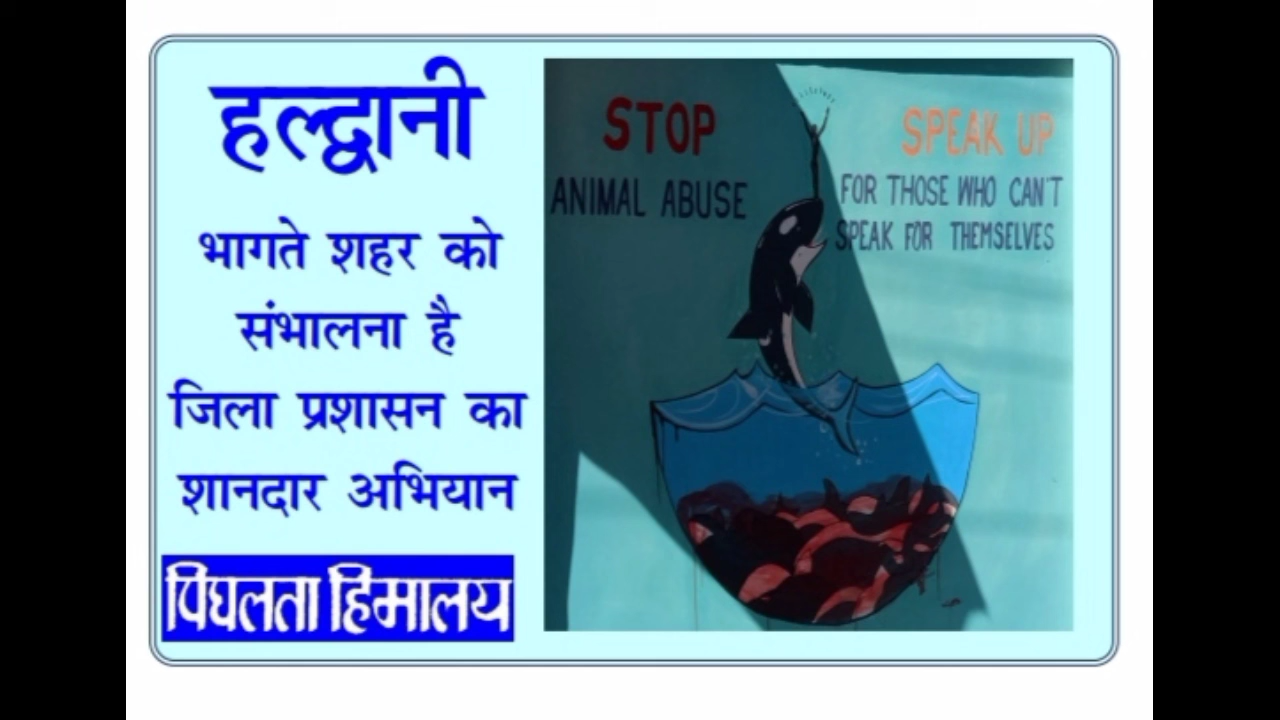 हल्द्वानी
भागते शहर को
संभालना है
जिला प्रशासन का
शानदार अभियान
पिघलता हिमालय
STOP
ANIMAL ABUSE
SPEAK UP
FOR THOSE WHO CAN'T
SPEAK FOR THEMSELVES